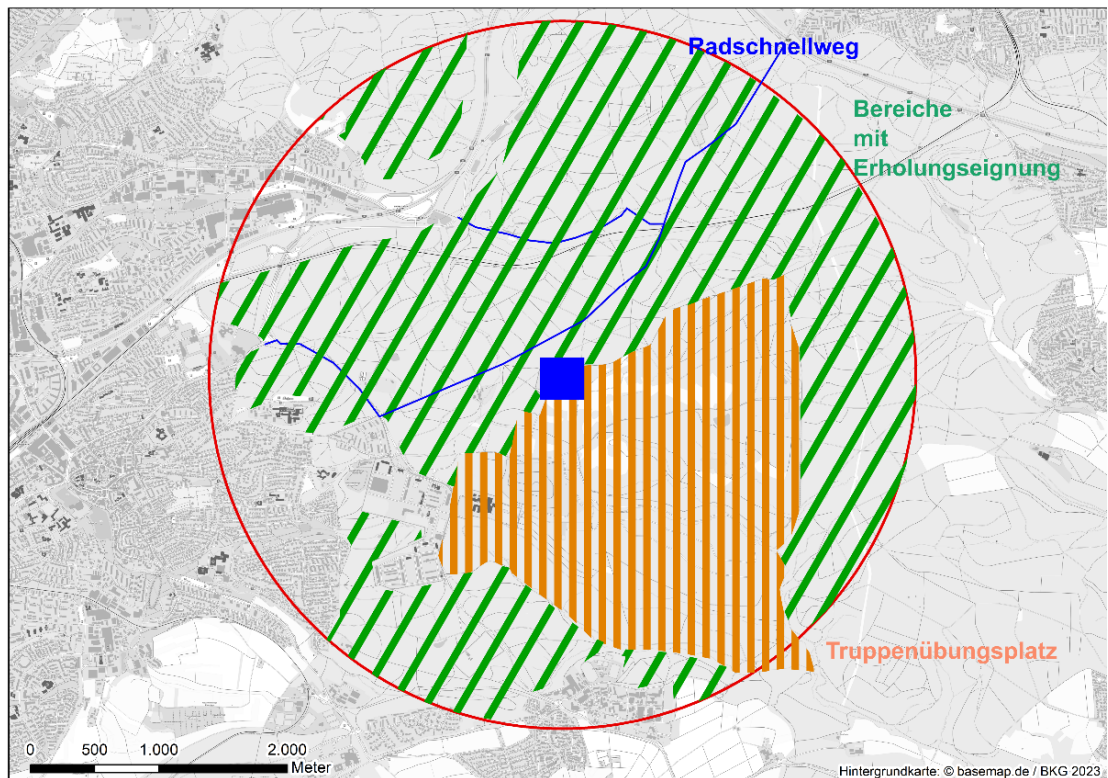 Radschnellweg
Bereiche
mit
Erholungseignung
Truppenübungsplatz
0 500 1.000 2.000
Meter
Hintergrundkarte: © basemap.de / BKG 2023